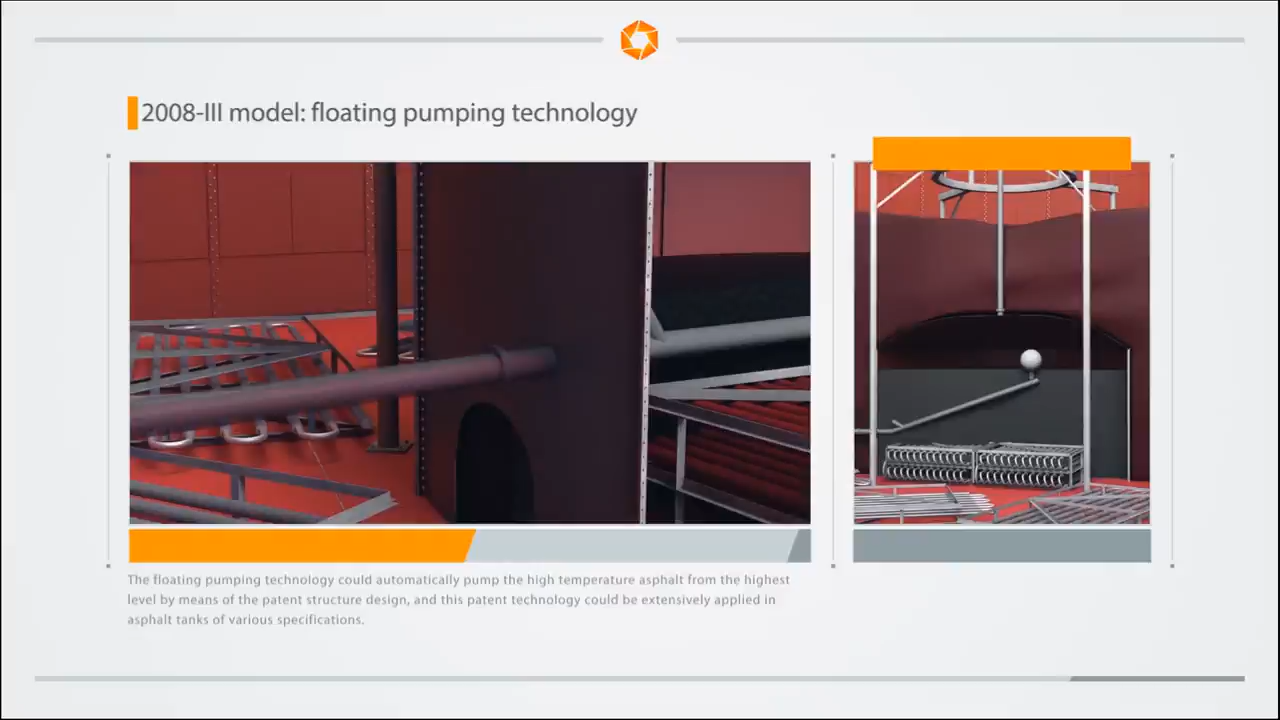 2008-III model: floating pumping technology
The floating pumping technology could automatically pump the high temperature asphalt from the highest
level by means of the patent structure design, and this patent technology could be extensively applied in
asphalt tanks of various specifications.